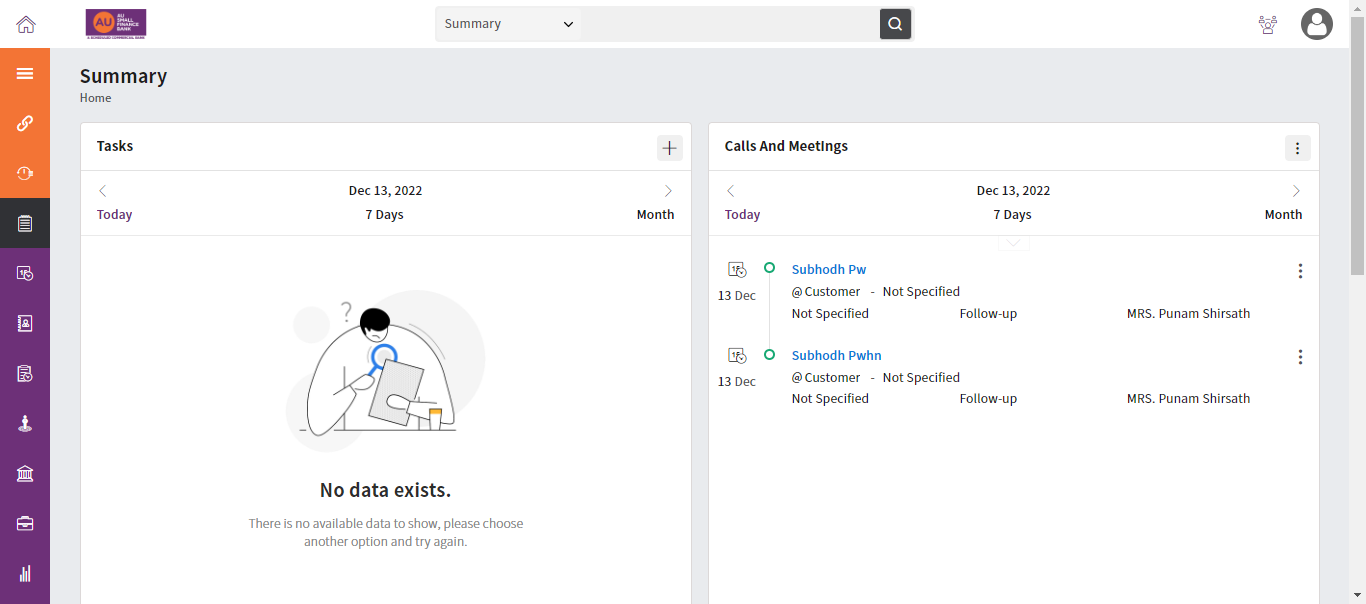 AU
AU
SMALL
FINANCE
BANK
A SCHEDULED COMMERCIAL BANK
Summary
Summary
Home
Tasks
Dec 13, 2022
Today 7 Days Month
?
No data exists.
There is no available data to show, please choose
another option and try again.
Calls And Meetings
Dec 13, 2022
Today 7 Days Month
Subhodh Pw
13 Dec @ Customer - Not Specified
Not Specified Follow-up MRS. Punam Shirsath
Subhodh Pwhn
13 Dec @ Customer - Not Specified
Not Specified Follow-up MRS. Punam Shirsath